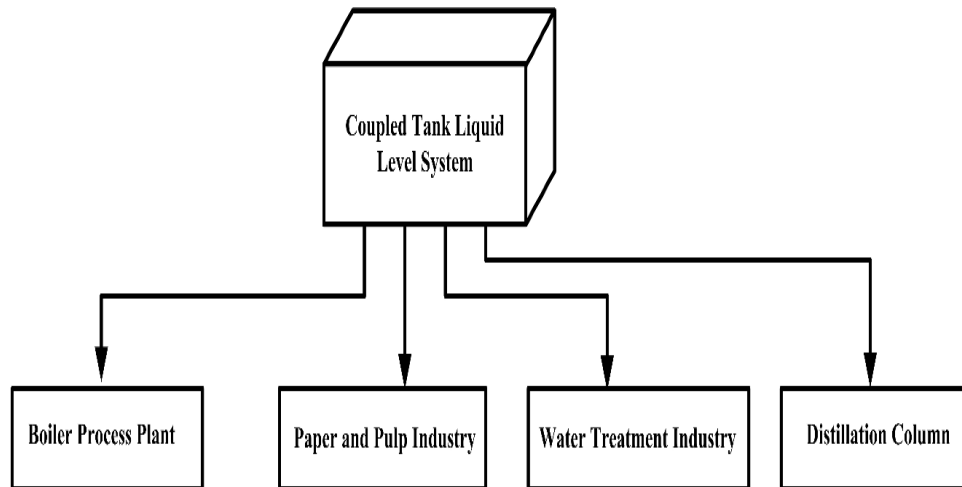 Coupled Tank Liquid
Level System
Boiler Process Plant
Paper and Pulp Industry
Water Treatment Industry
Distillation Column